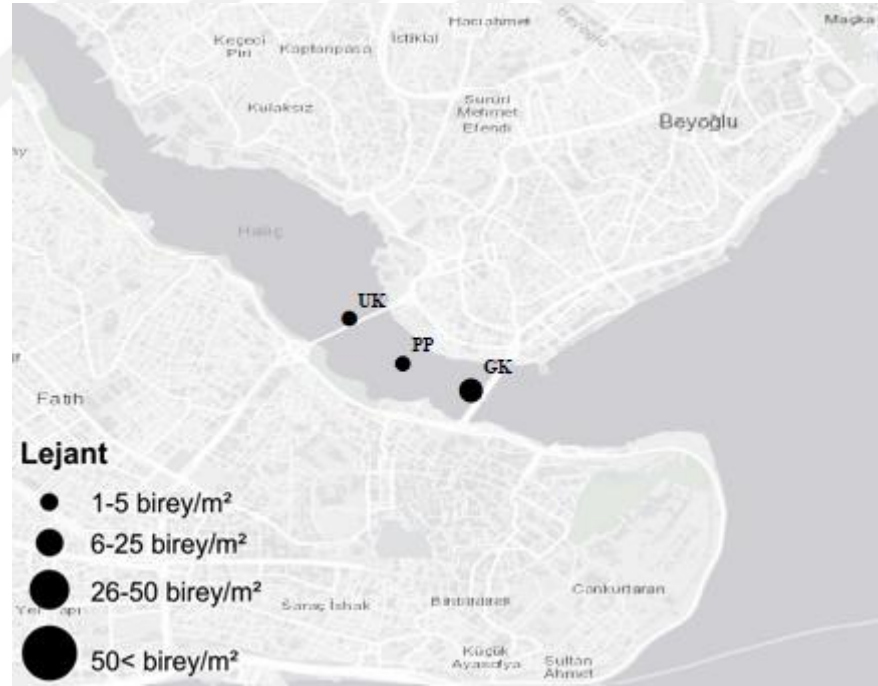 Hacıahmet
Maçka
Keçeci
Piri
Kaptanpaşa
İstiklal
Beyoğlu
Kulaksız
Sururi
Mehmet
Efendi
Beyoğlu
Haliç
UK
PP
GK
Fatih
Lejant
1-5 birey/m²
6-25 birey/m²
26-50 birey/m²
50< birey/m²
Saraç İshak
Binbirdirek
Cankurtaran
Küçük
Ayasofya
Sultan
Ahmet